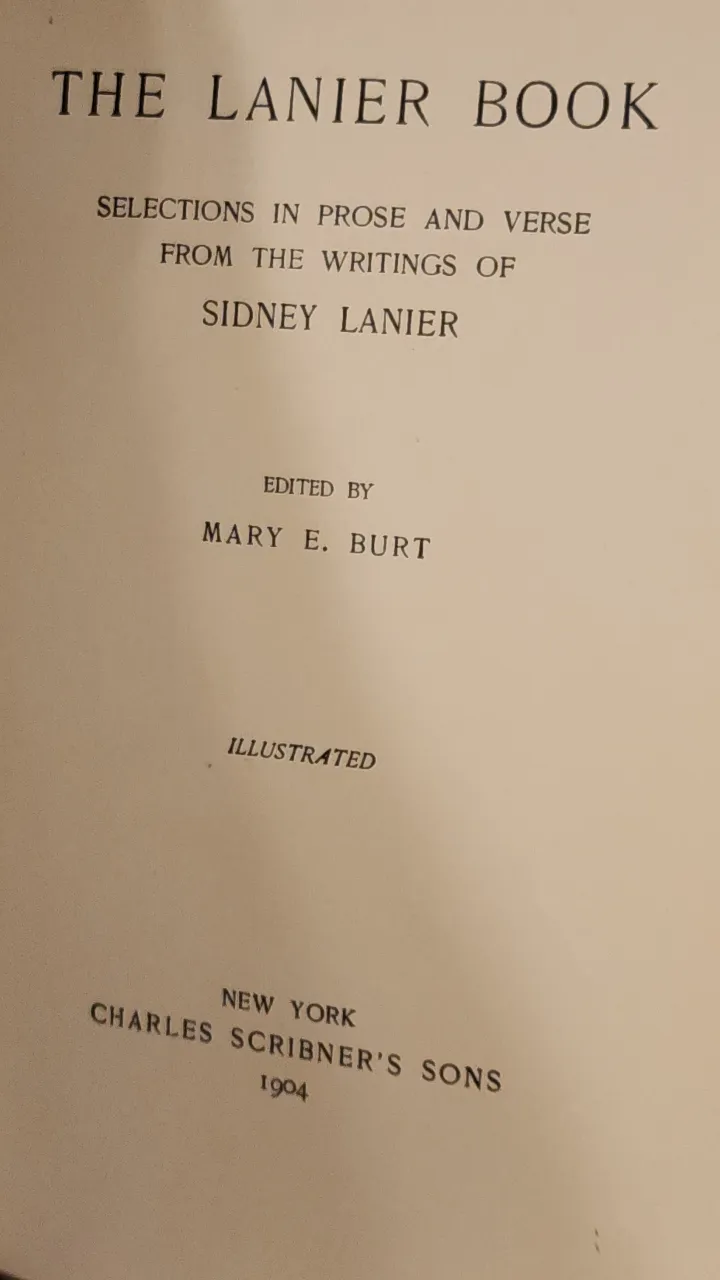 THE LANIER BOOK
SELECTIONS IN PROSE AND VERSE
FROM THE WRITINGS OF
SIDNEY LANIER
EDITED BY
MARY E. BURT
ILLUSTRATED
NEW YORK
CHARLES SCRIBNER'S SONS
1904